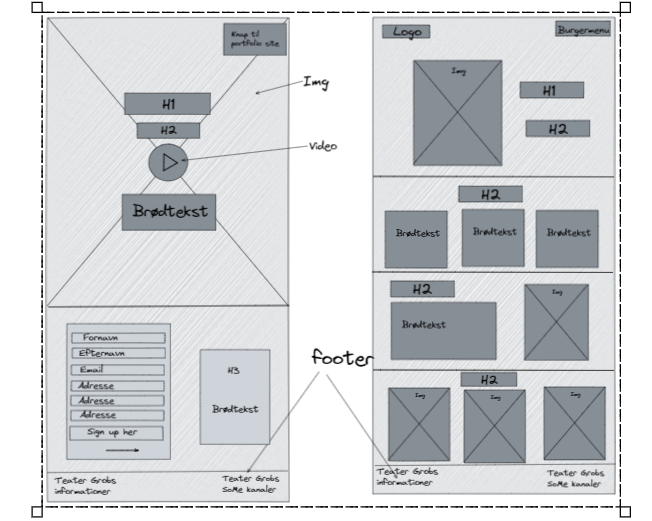 Knap til
portfolio site
Img
H1
H2
Video
Brødtekst
Fornavn
Efternavn
Email
Adresse
Adresse
Adresse
Sign up her
H3
Brødtekst
footer
Teater Grobs
informationer
Teater Grobs
SoMe kanaler
Logo
Burgermenu
Img
H1
H2
H2
Brødtekst
Brødtekst
Brødtekst
H2
Brødtekst
Img
H2
Img
Img
Img
Teater Grobs
informationer
Teater Grobs
SoMe kanaler